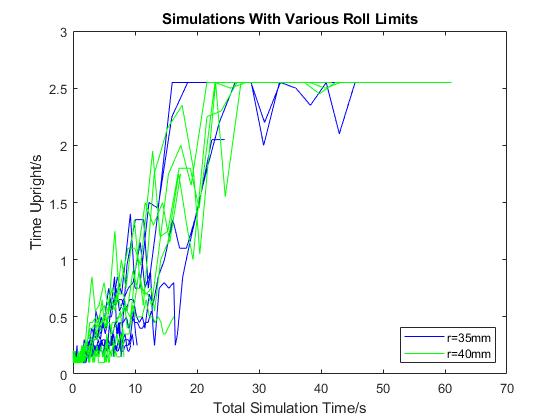 Simulations With Various Roll Limits
3
2.5
2
1.5
1
0.5
0
Time Upright/s
0 10 20 30 40 50 60 70
Total Simulation Time/s
r=35mm
r=40mm